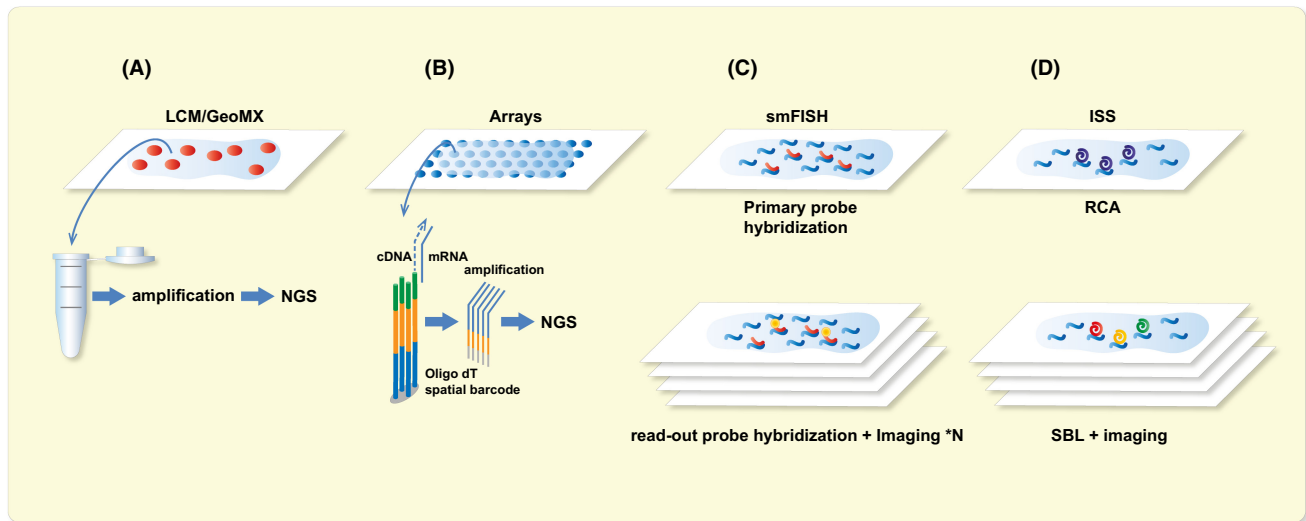 (A)
LCM/GeoMX
amplification
NGS
(B)
Arrays
cDNA
mRNA
amplification
NGS
Oligo dT
spatial barcode
(C)
smFISH
Primary probe
hybridization
read-out probe hybridization + Imaging *N
(D)
ISS
RCA
SBL + imaging